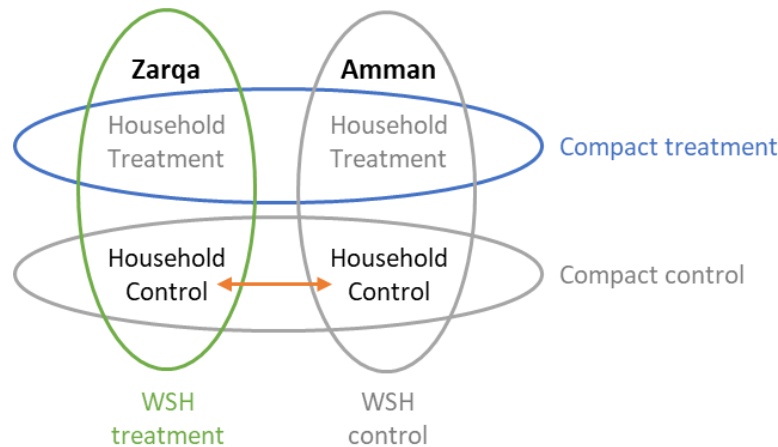 Zarqa
Amman
Household
Treatment
Household
Treatment
Compact treatment
Household
Control
Household
Control
Compact control
WSH
treatment
WSH
control